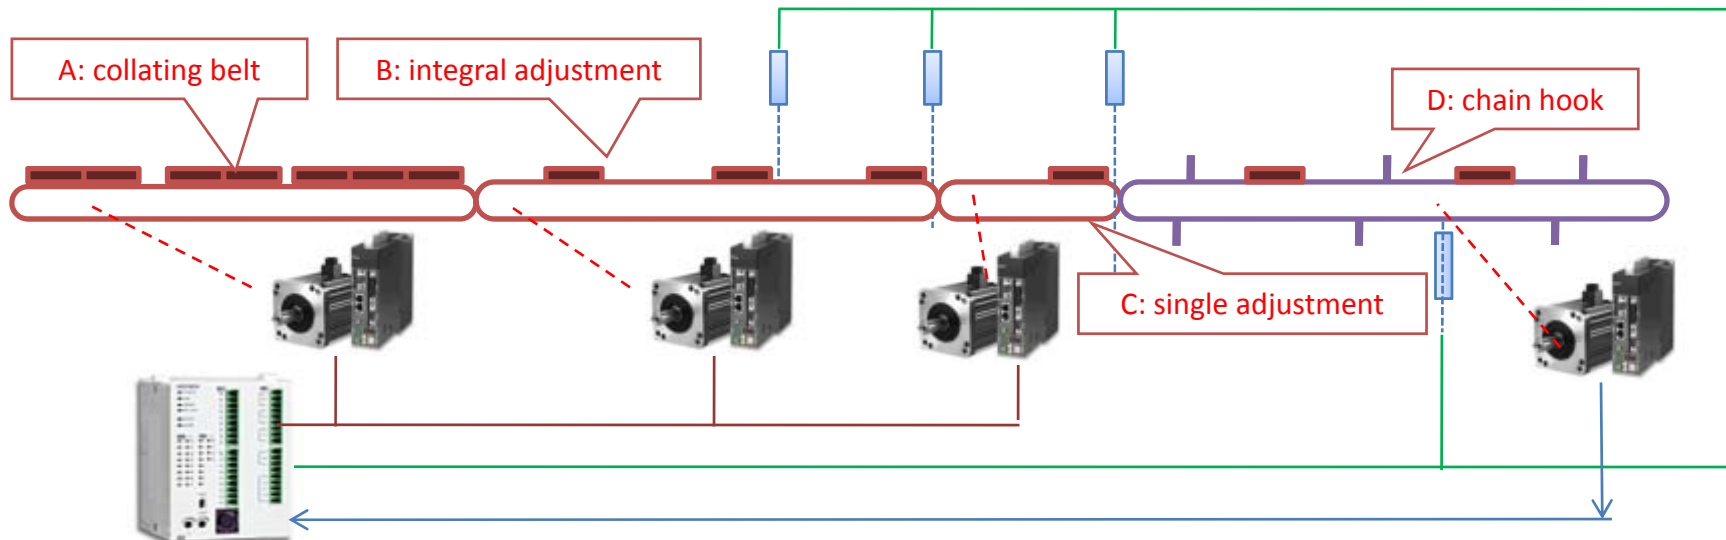 A: collating belt
B: integral adjustment
D: chain hook
C: single adjustment